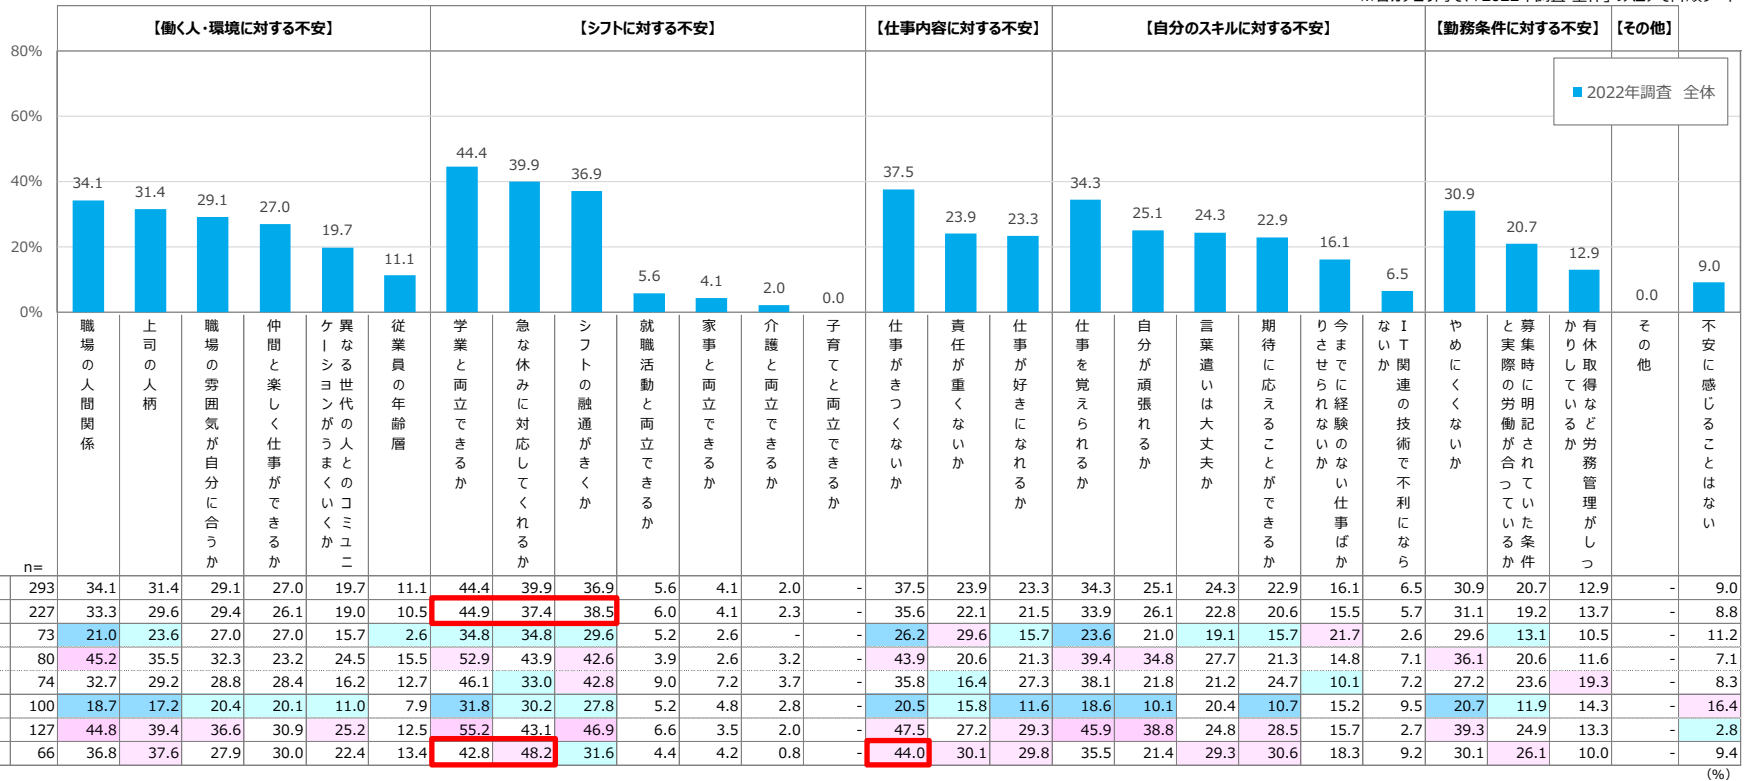 【働く人・環境に対する不安】 【シフトに対する不安】 【仕事内容に対する不安】 【自分のスキルに対する不安】 【勤務条件に対する不安】 【その他】
80%
60%
40%
20%
0%
2022年調査 全体
34.1 31.4 29.1 27.0 19.7 11.1 44.4 39.9 36.9 5.6 4.1 2.0 0.0 37.5 23.9 23.3 34.3 25.1 24.3 22.9 16.1 6.5 30.9 20.7 12.9 0.0 9.0
職場の人間関係
上司の人柄
職場の雰囲気が自分に合うか
仲間と楽しく仕事ができるか
異なる世代の人とのコミュニ
ケーションがうまくいくか
従業員の年齢層
学業と両立できるか
急な休みに対応してくれるか
シフトの融通がきくか
就職活動と両立できるか
家事と両立できるか
介護と両立できるか
子育てと両立できるか
仕事がきつくないか
責任が重くないか
仕事が好きになれるか
仕事を覚えられるか
自分が頑張れるか
言葉遣いは大丈夫か
期待に応えることができるか
今までに経験のない仕事ばか
りさせられないか
IT関連の技術で不利になら
ないか
やめにくくないか
募集時に明記されていた条件
と実際の労働が合っているか
有休取得など労務管理がしっ
かりしているか
その他
不安に感じることはない
n=
293 34.1 31.4 29.1 27.0 19.7 11.1 44.4 39.9 36.9 5.6 4.1 2.0 - 37.5 23.9 23.3 34.3 25.1 24.3 22.9 16.1 6.5 30.9 20.7 12.9 - 9.0
227 33.3 29.6 29.4 26.1 19.0 10.5 44.9 37.4 38.5 6.0 4.1 2.3 - 35.6 22.1 21.5 33.9 26.1 22.8 20.6 15.5 5.7 31.1 19.2 13.7 - 8.8
73 21.0 23.6 27.0 27.0 15.7 2.6 34.8 34.8 29.6 5.2 2.6 - - 26.2 29.6 15.7 23.6 21.0 19.1 15.7 21.7 2.6 29.6 13.1 10.5 - 11.2
80 45.2 35.5 32.3 23.2 24.5 15.5 52.9 43.9 42.6 3.9 2.6 3.2 - 43.9 20.6 21.3 39.4 34.8 27.7 21.3 14.8 7.1 36.1 20.6 11.6 - 7.1
74 32.7 29.2 28.8 28.4 16.2 12.7 46.1 33.0 42.8 9.0 7.2 3.7 - 35.8 16.4 27.3 38.1 21.8 21.2 24.7 10.1 7.2 27.2 23.6 19.3 - 8.3
100 18.7 17.2 20.4 20.1 11.0 7.9 31.8 30.2 27.8 5.2 4.8 2.8 - 20.5 15.8 11.6 18.6 10.1 20.4 10.7 15.2 9.5 20.7 11.9 14.3 - 16.4
127 44.8 39.4 36.6 30.9 25.2 12.5 55.2 43.1 46.9 6.6 3.5 2.0 - 47.5 27.2 29.3 45.9 38.8 24.8 28.5 15.7 2.7 39.3 24.9 13.3 - 2.8
66 36.8 37.6 27.9 30.0 22.4 13.4 42.8 48.2 31.6 4.4 4.2 0.8 - 44.0 30.1 29.8 35.5 21.4 29.3 30.6 18.3 9.2 30.1 26.1 10.0 - 9.4
(%)